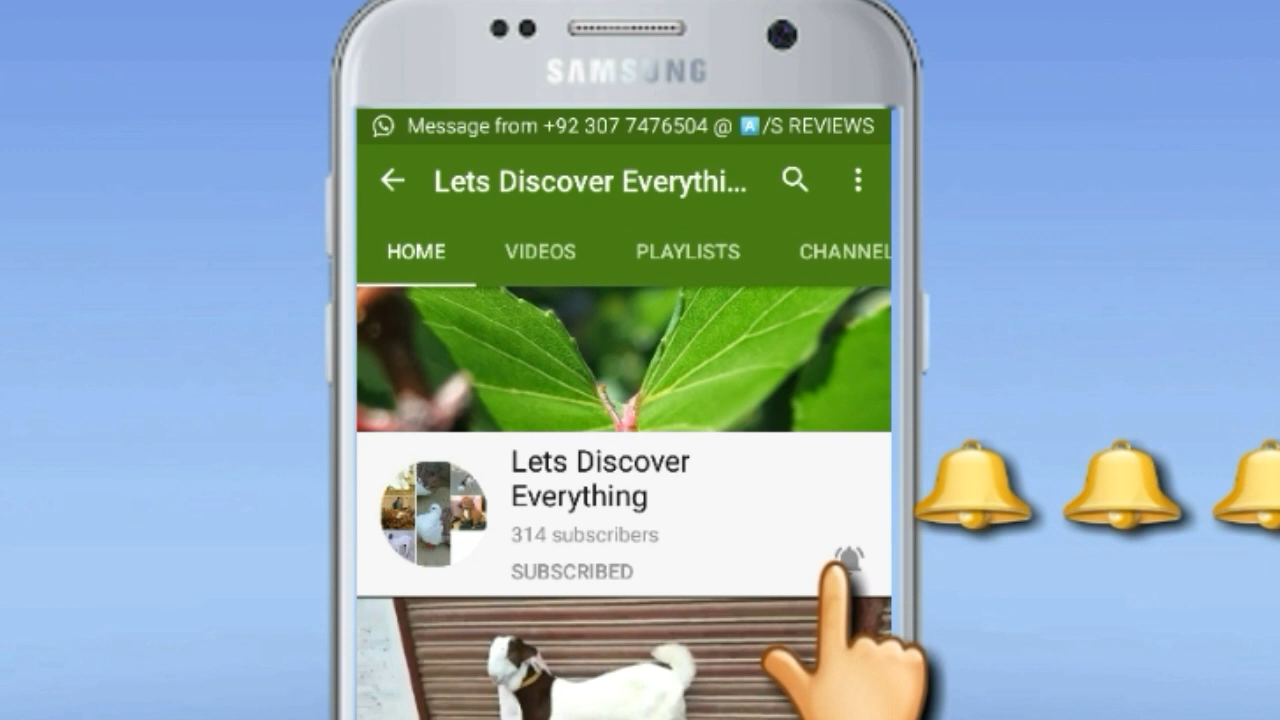 SAMSUNG
Message from +92 307 7476504 @ 🅰/S REVIEWS
Lets Discover Everythi...
HOME VIDEOS PLAYLISTS CHANNEL
Lets Discover
Everything
314 subscribers
SUBSCRIBED